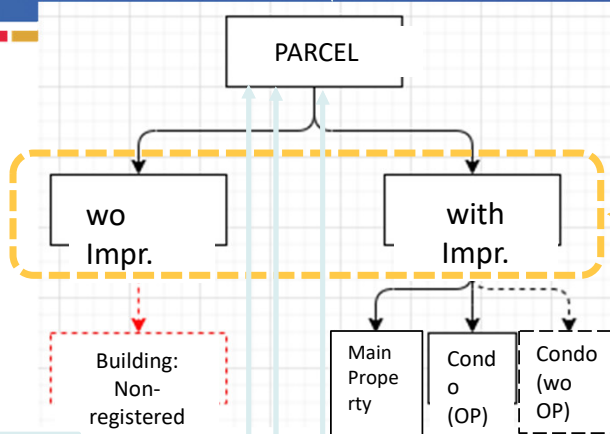 PARCEL
wo
Impr.
with
Impr.
Building:
Non-
registered
Main
Prope
rty
Cond
o
(OP)
Condo
(wo
OP)